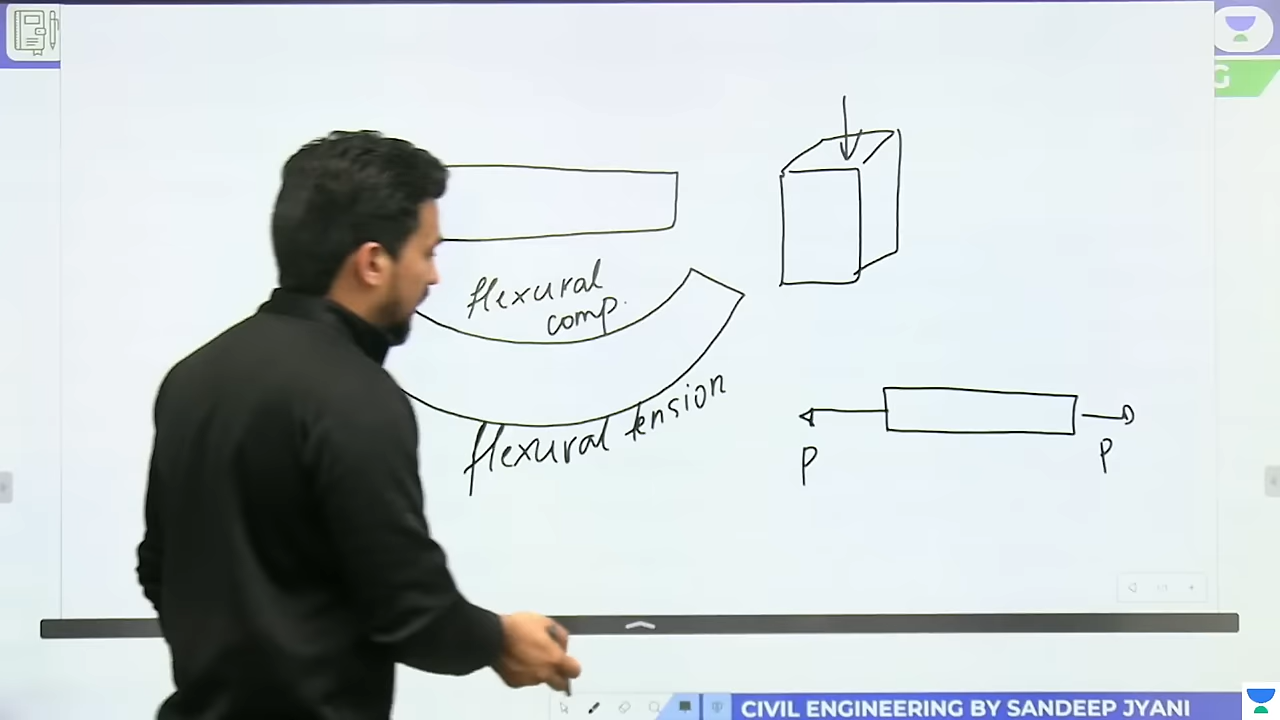 G
flexural
comp.
flexural tension
P
P
CIVIL ENGINEERING BY SANDEEP JYANI